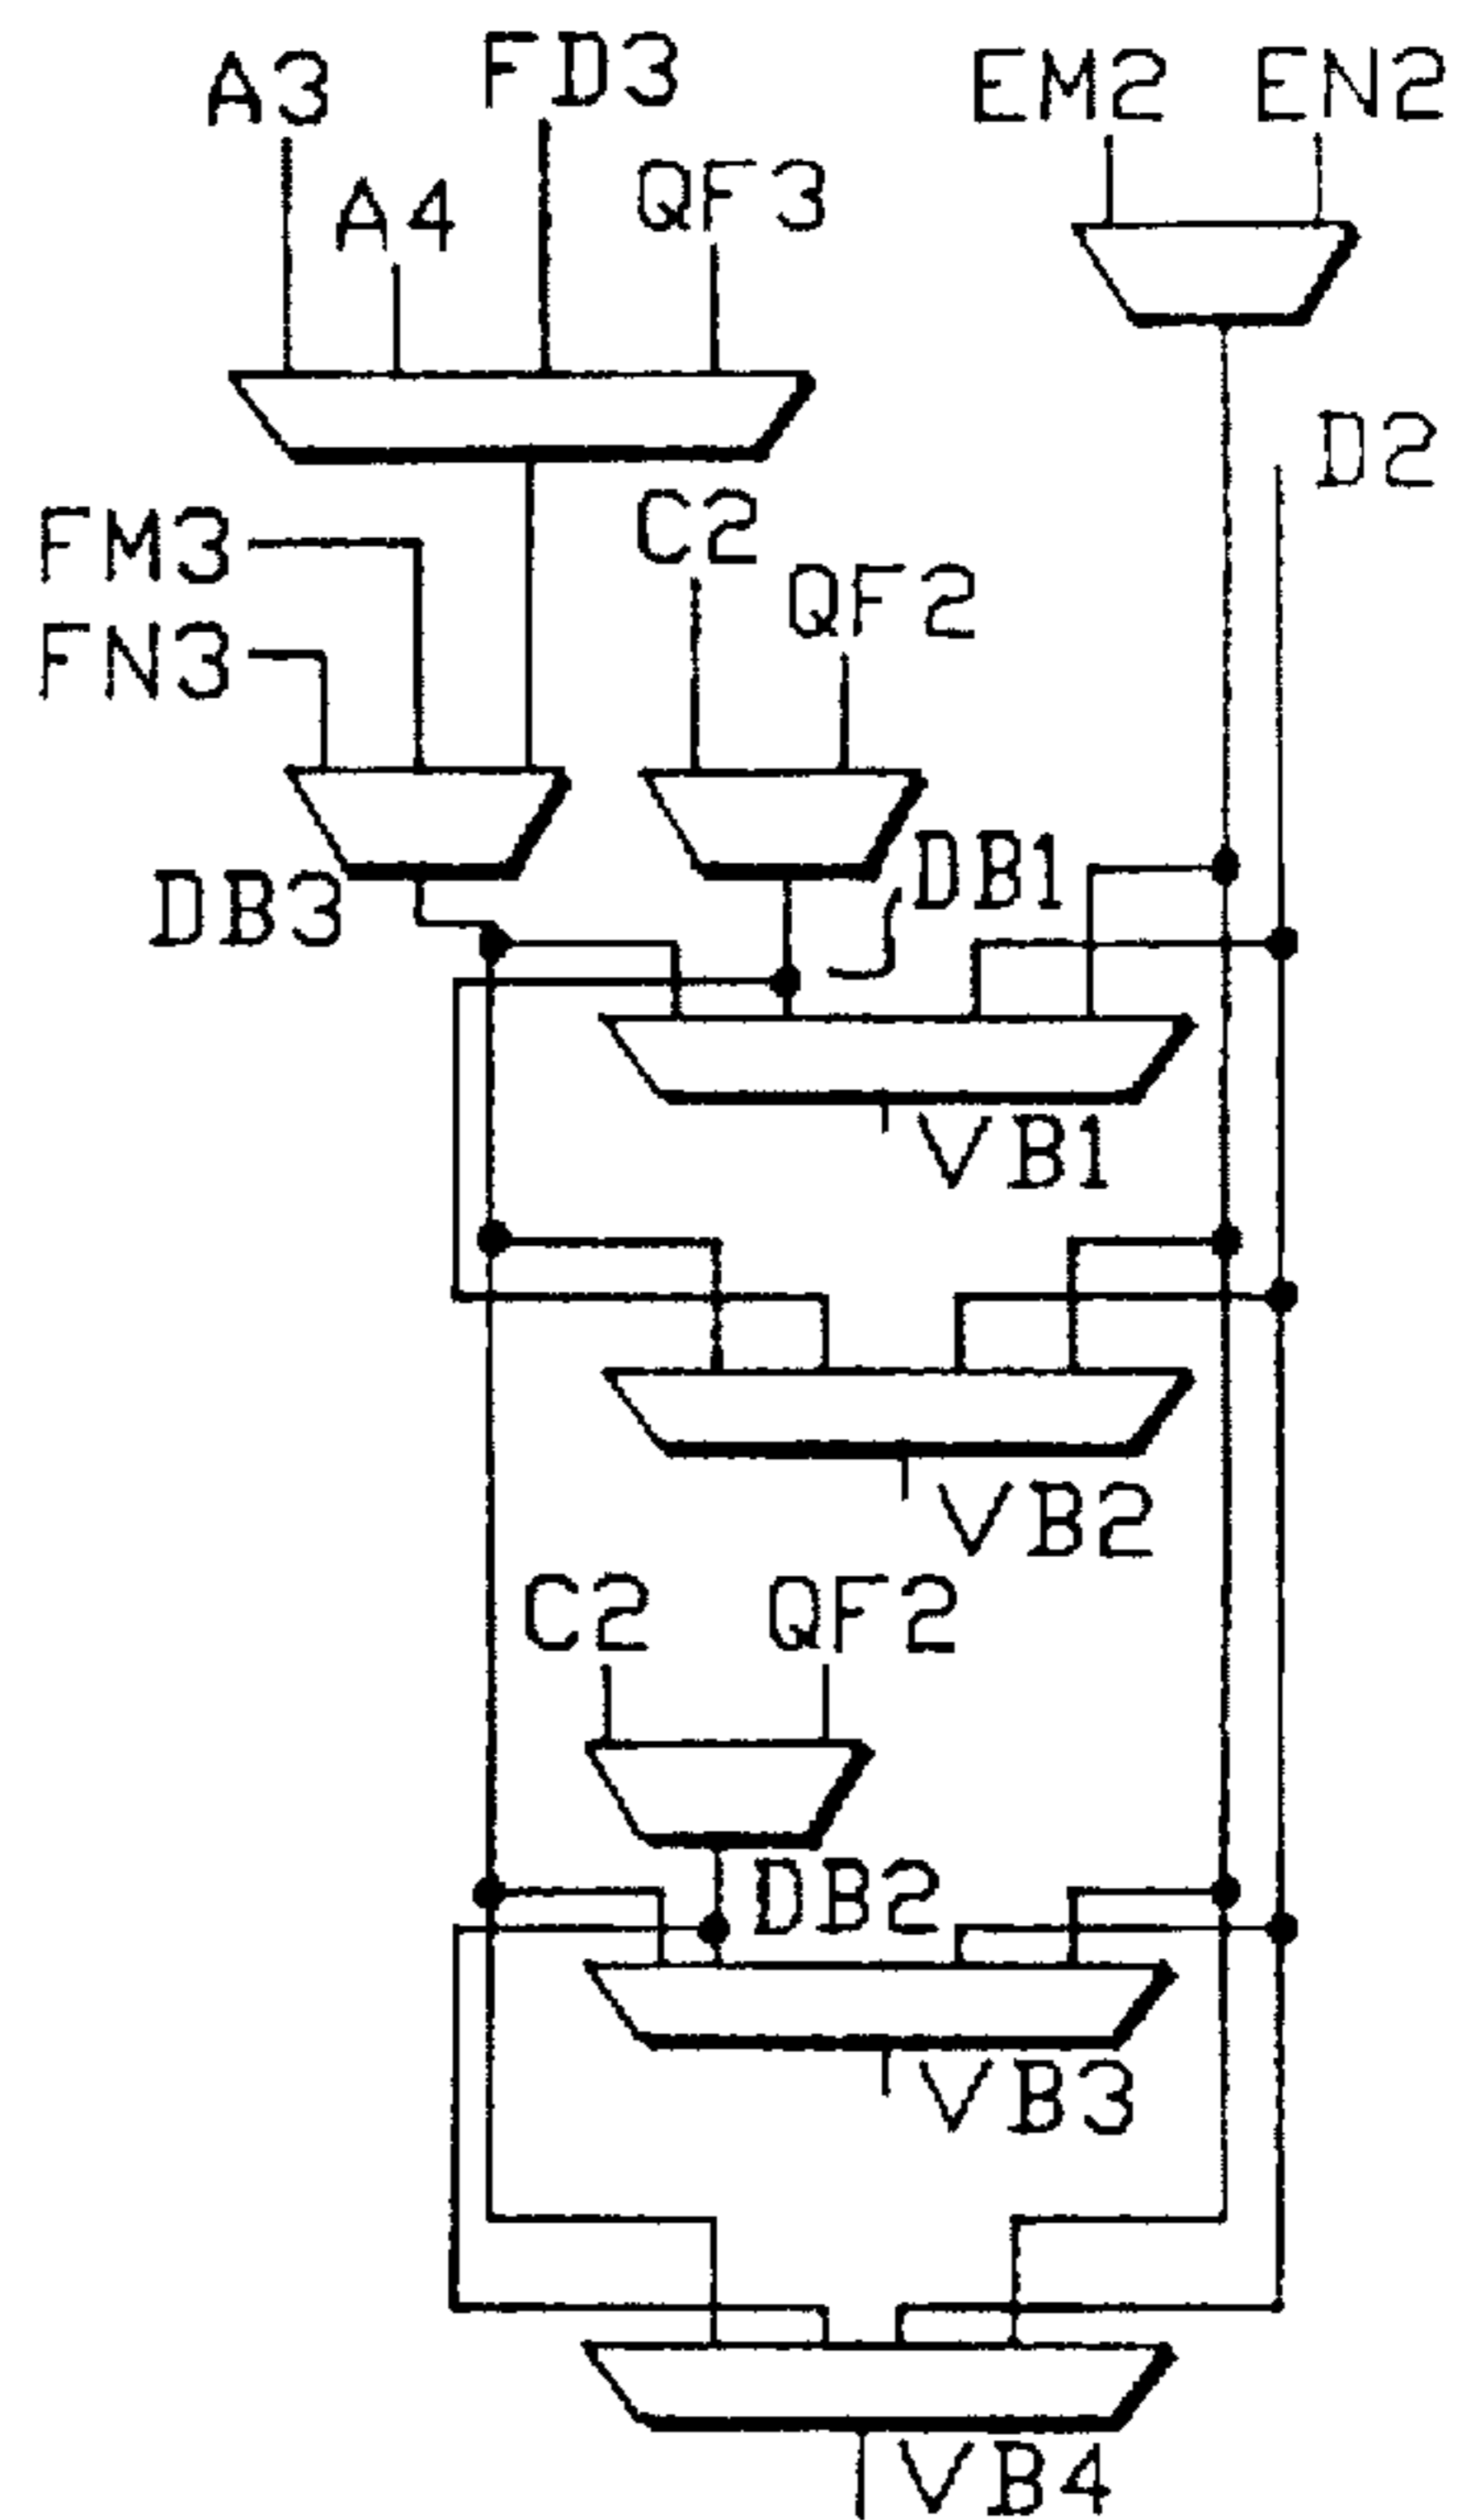 A3 FD3 EM2 EN2
A4 QF3
D2
FM3 C2
QF2
FN3
DB1
DB3
VB1
VB2
C2 QF2
DB2
VB3
VB4